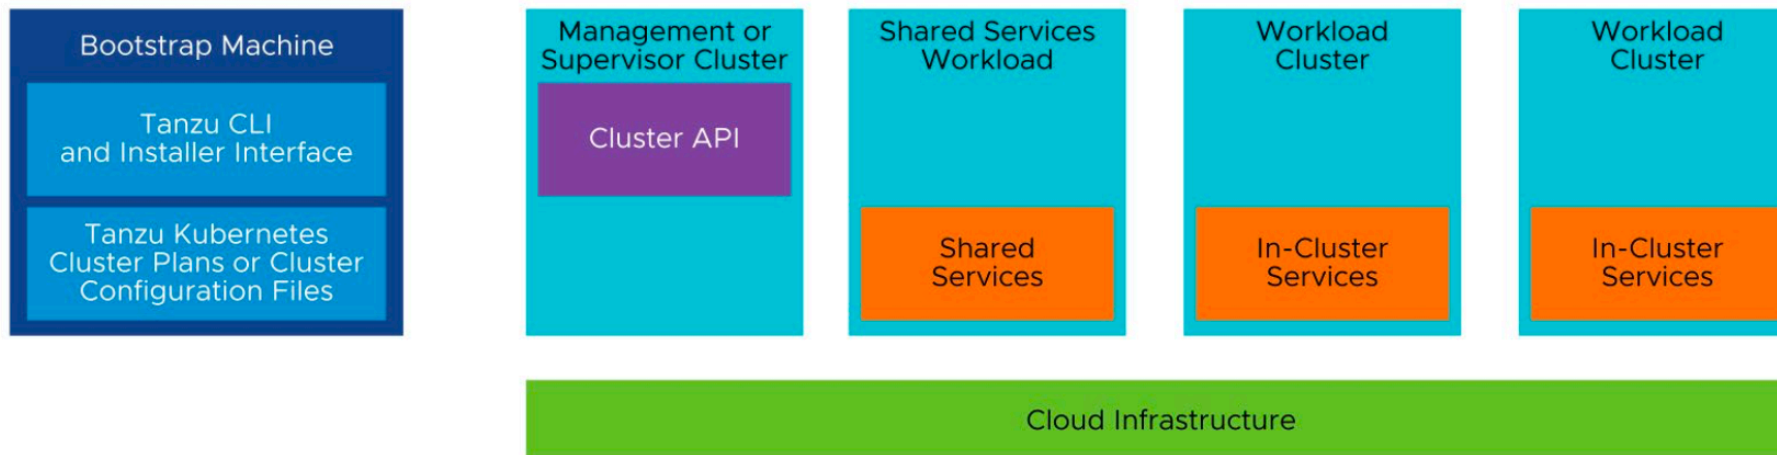 Bootstrap Machine
Tanzu CLI
and Installer Interface
Tanzu Kubernetes
Cluster Plans or Cluster
Configuration Files
Management or
Supervisor Cluster
Cluster API
Shared Services
Workload
Shared
Services
Workload
Cluster
In-Cluster
Services
Workload
Cluster
In-Cluster
Services
Cloud Infrastructure